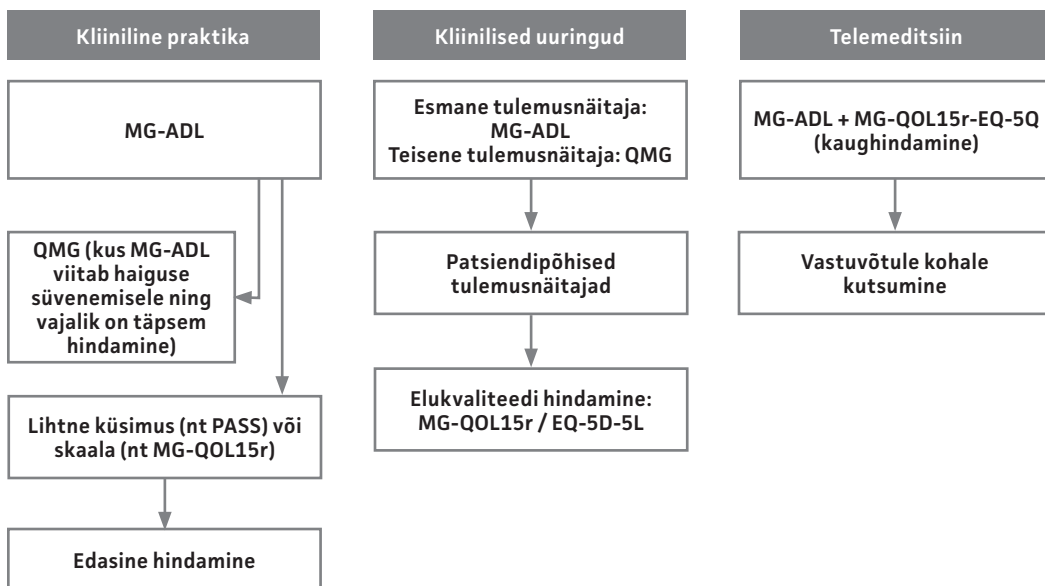 Kliiniline praktika
MG-ADL
QMG (kus MG-ADL
viitab haiguse
süvenemisele ning
vajalik on täpsem
hindamine)
Lihtne küsimus (nt PASS) või
skaala (nt MG-QOL15r)
Edasine hindamine
Kliinilised uuringud
Esmane tulemusnäitaja:
MG-ADL
Teisene tulemusnäitaja: QMG
Patsiendipõhised
tulemusnäitajad
Elukvaliteedi hindamine:
MG-QOL15r / EQ-5D-5L
Telemeditsiin
MG-ADL + MG-QOL15r-EQ-5Q
(kaughindamine)
Vastuvõtule kohale
kutsumine